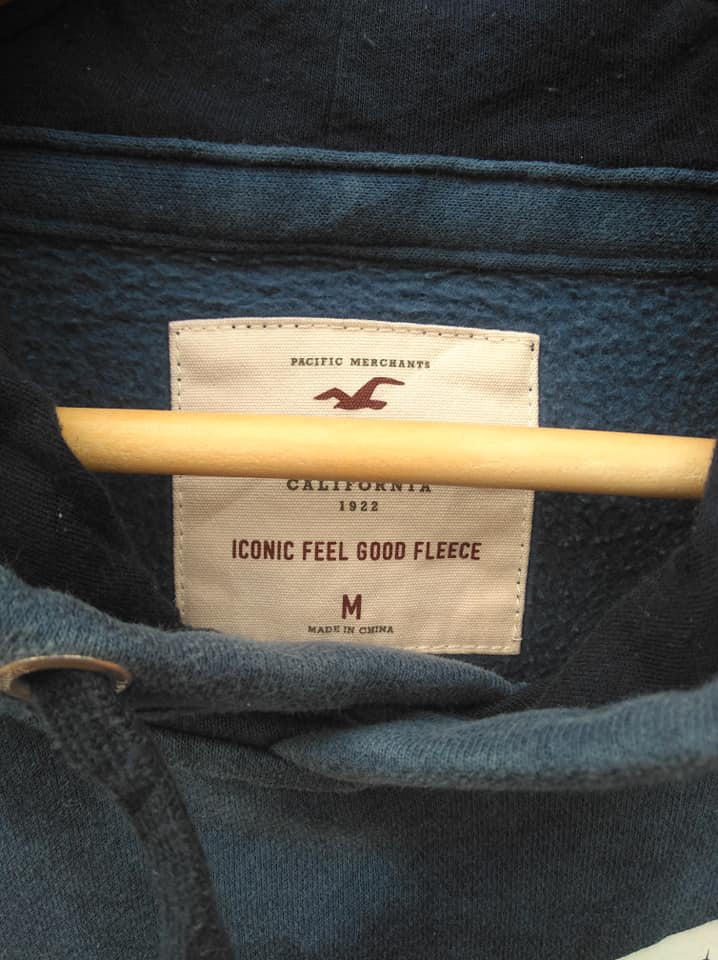 PACIFIC MERCHANTS
CALIFORNIA
1922
ICONIC FEEL GOOD FLEECE
M
MADE IN CHINA